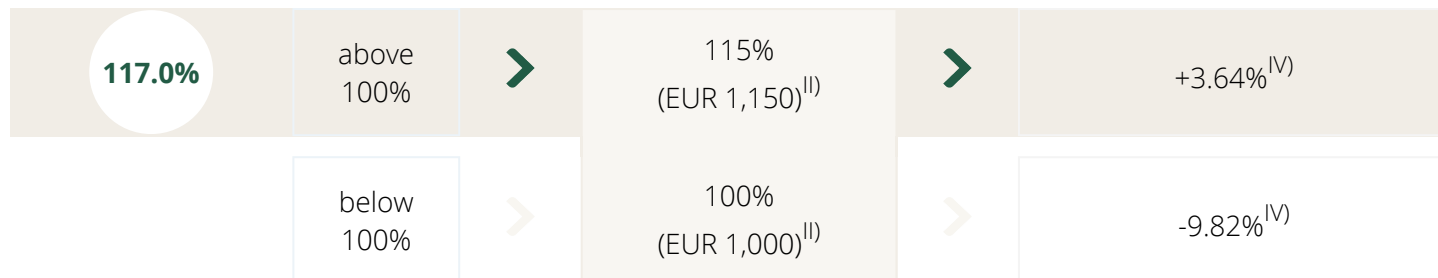 117.0%
above
100%
115%
(EUR 1,150)II)
+3.64%IV)
below
100%
100%
(EUR 1,000)II)
-9.82%IV)